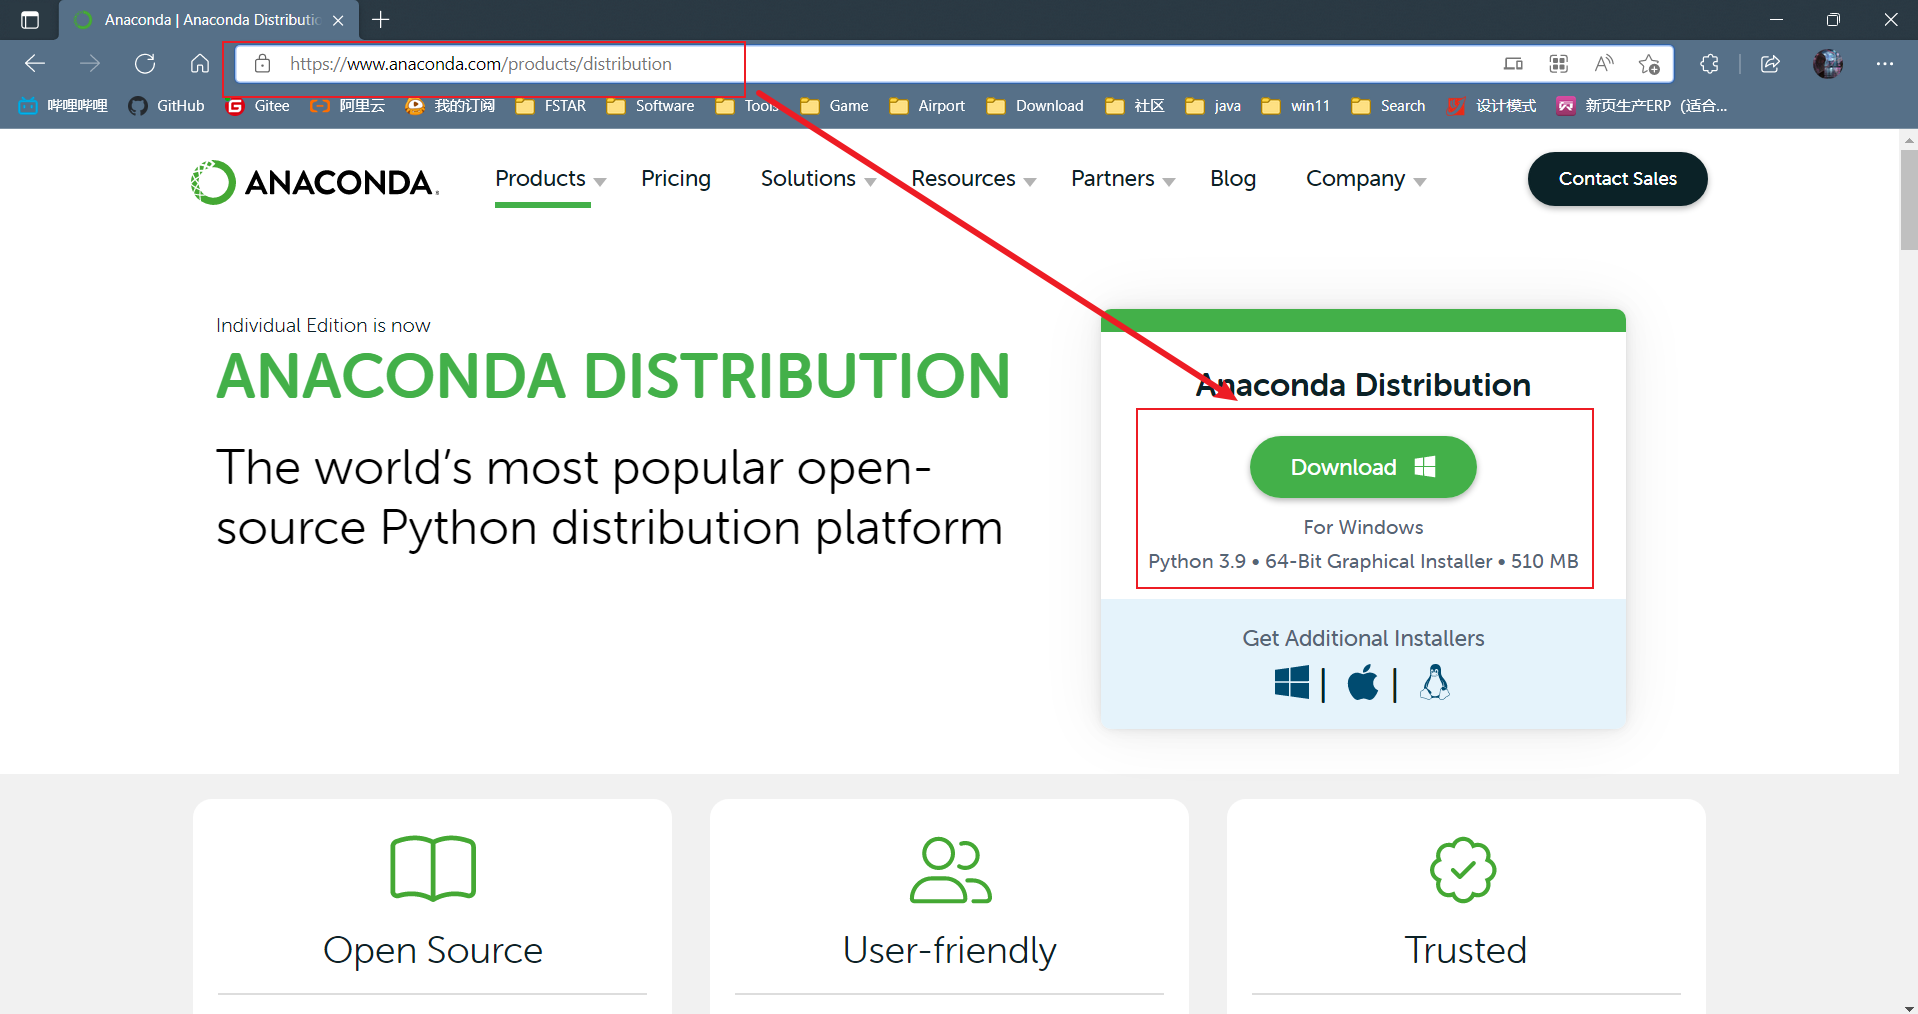 Anaconda | Anaconda Distributio
https://www.anaconda.com/products/distribution
哔哩哔哩 GitHub Gitee 阿里云 我的订阅 FSTAR Software Tools Game Airport Download 社区 java win11 Search 设计模式 新页生产ERP（适合...
ANACONDA. Products Pricing Solutions Resources Partners Blog Company Contact Sales
Individual Edition is now
ANACONDA DISTRIBUTION
The world’s most popular open-
source Python distribution platform
Anaconda Distribution
Download
For Windows
Python 3.9 • 64-Bit Graphical Installer • 510 MB
Get Additional Installers
Open Source User-friendly Trusted